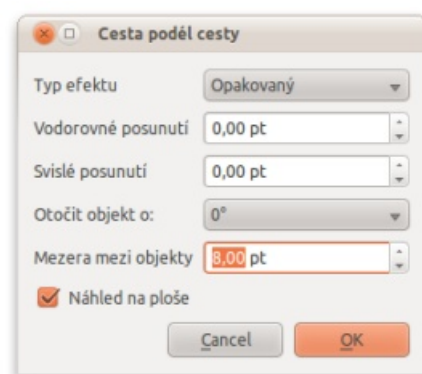 Cesta podél cesty
Typ efektu Opakovaný
Vodorovné posunutí 0,00 pt
Svislé posunutí 0,00 pt
Otočit objekt o: 0°
Mezera mezi objekty 8,00 pt
Náhled na ploše
Cancel OK